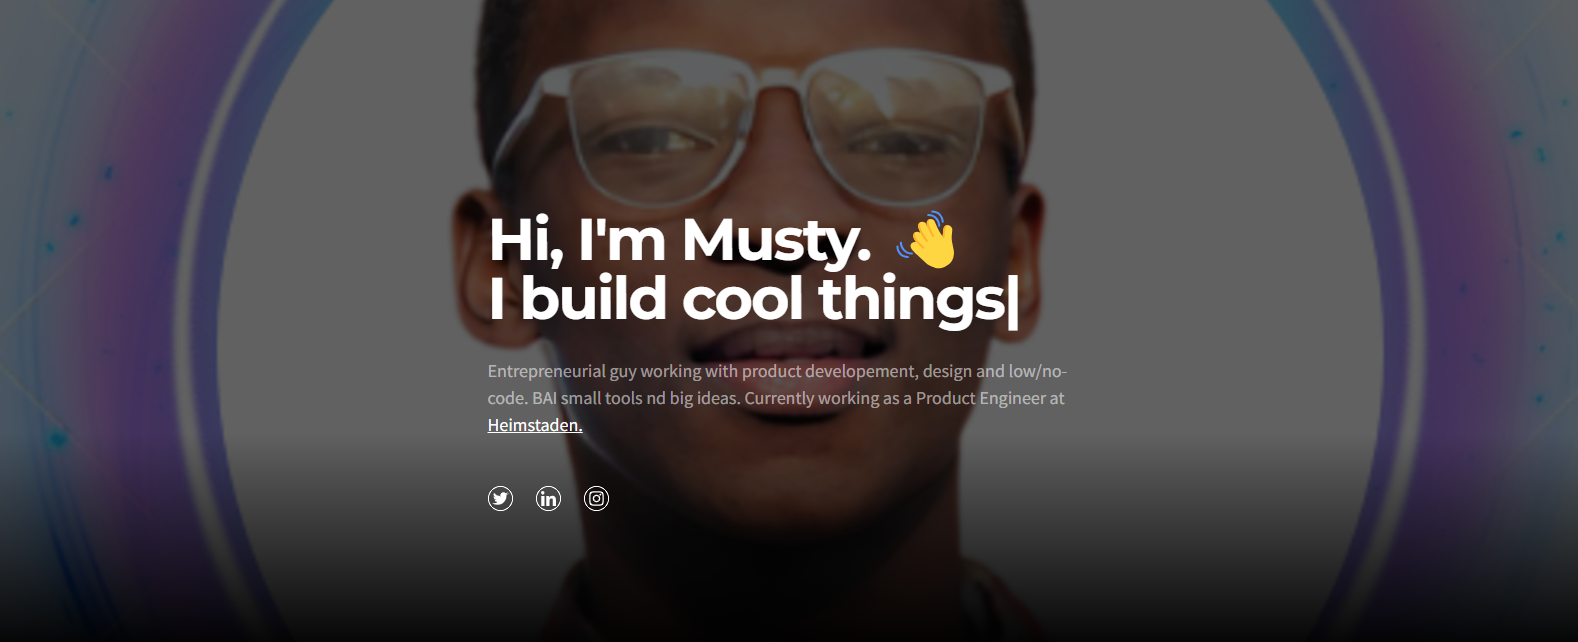 Hi, I'm Musty. 👋
I build cool things|
Entrepreneurial guy working with product developement, design and low/no-
code. BAI small tools nd big ideas. Currently working as a Product Engineer at
Heimstaden.
in